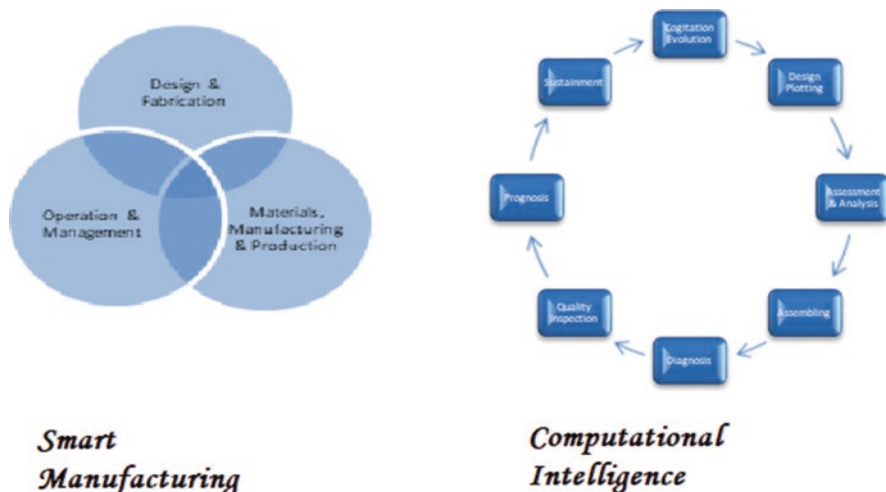 Design &
Fabrication
Operation &
Management
Materials,
Manufacturing
& Production
Smart
Manufacturing
Cogitation
Evolution
Design
Plotting
Assessment
& Analysis
Assembling
Diagnosis
Quality
Inspection
Prognosis
Sustainment
Computational
Intelligence